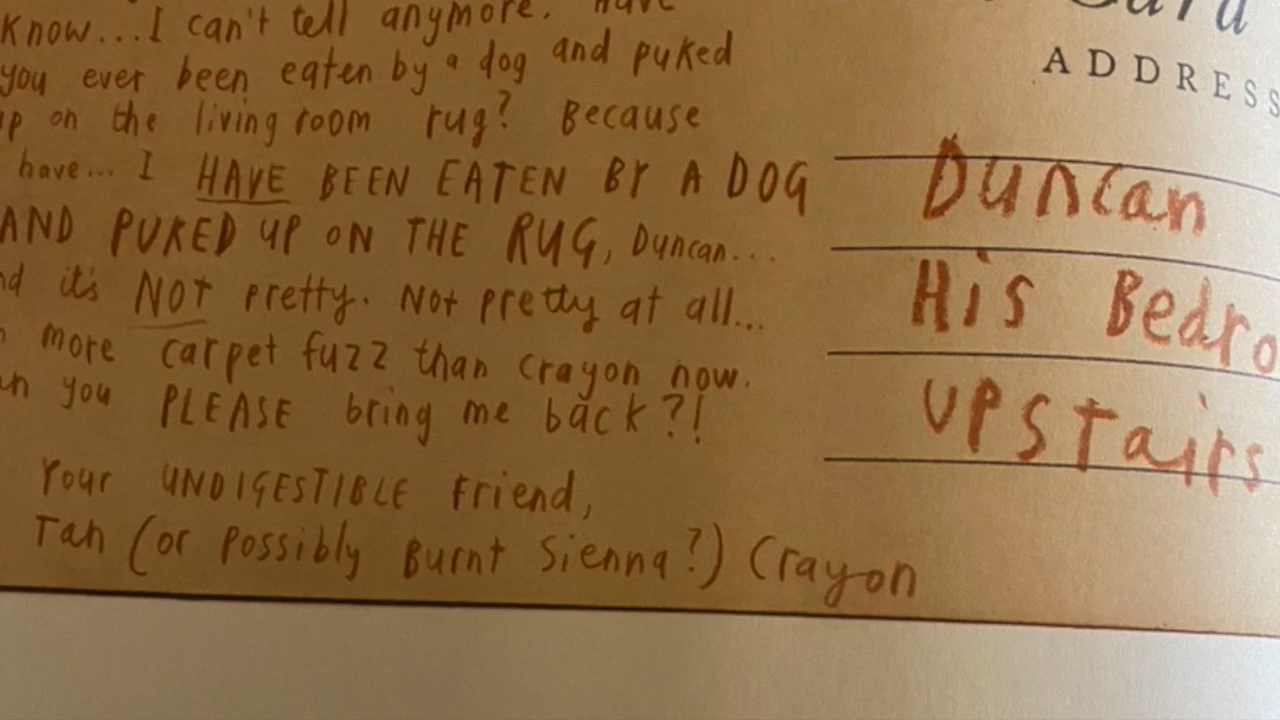 know...I can't tell anymore. Have
you ever been eaten by a dog and puked
up on the living room rug? Because
have... I HAVE BEEN EATEN BY A DOG
AND PUKED UP ON THE RUG, Duncan...
it's NOT pretty. Not pretty at all...
more carpet fuzz than crayon now.
you PLEASE bring me back?!
Your UNDIGESTIBLE Friend,
Tan (or possibly Burnt Sienna?) Crayon
ADDRESS
Duncan
His
Upstairs